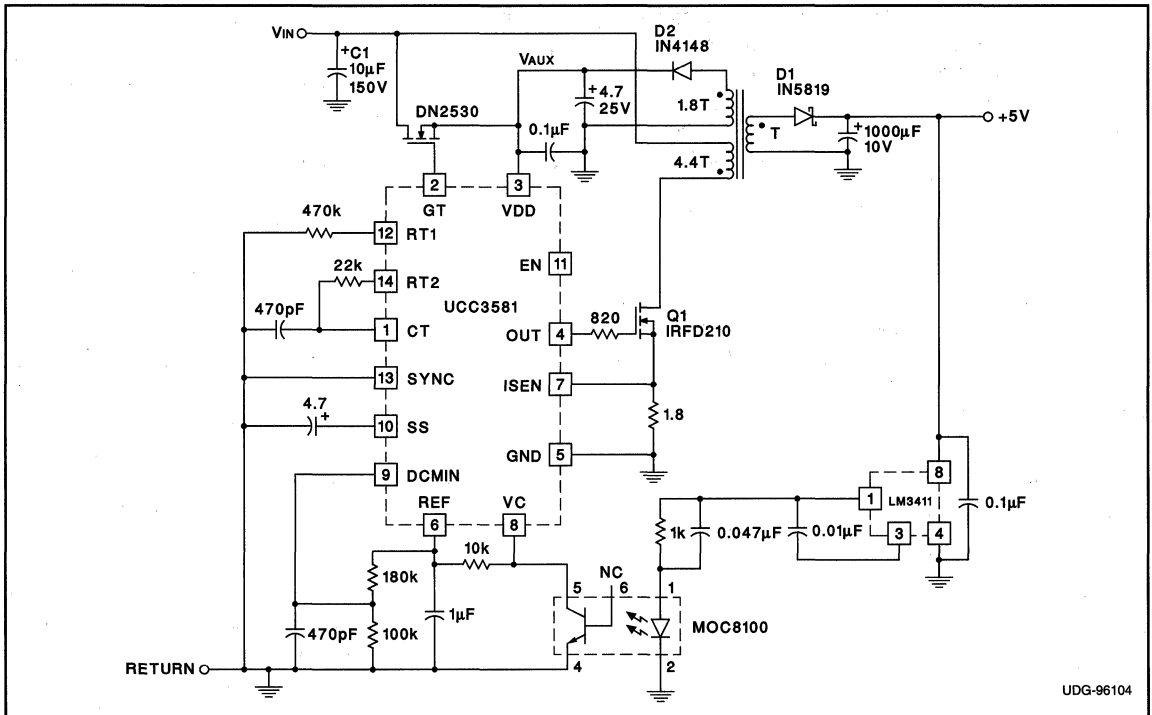 VIN
+C1
10µF
150V
DN2530
VAUX
D2
IN4148
+4.7
25V
0.1µF
1.8T
4.4T
T
D1
IN5819
+1000µF
10V
+5V
2
GT
3
VDD
470k
12 RT1
22k
14 RT2
470pF
1 CT
13 SYNC
4.7
+
10 SS
9 DCMIN
UCC3581
EN 11
OUT 4
820
Q1
IRFD210
ISEN 7
1.8
GND 5
REF
6
VC
8
10k
180k
100k
470pF
1µF
RETURN
NC
5
6
1
4
2
MOC8100
1k
0.047µF
0.01µF
1
LM3411
8
3
4
0.1µF
UDG-96104